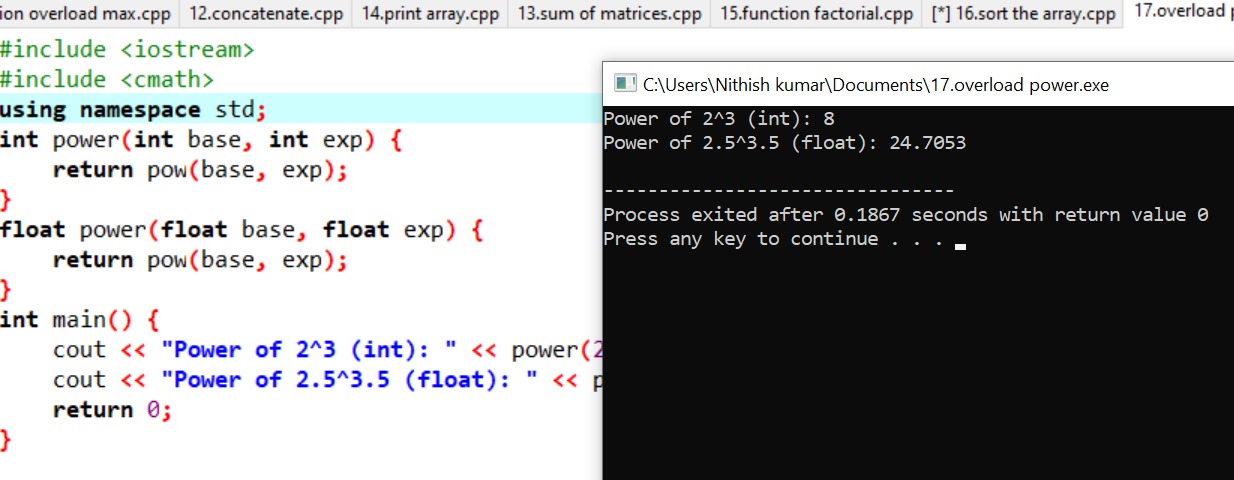 ion overload max.cpp 12.concatenate.cpp 14.print array.cpp 13.sum of matrices.cpp 15.function factorial.cpp [*] 16.sort the array.cpp 17.overload
#include <iostream>
#include <cmath>
using namespace std;
int power(int base, int exp) {
    return pow(base, exp);
}
float power(float base, float exp) {
    return pow(base, exp);
}
int main() {
    cout << "Power of 2^3 (int): " << power(2
    cout << "Power of 2.5^3.5 (float): " << p
    return 0;
}
C:\Users\Nithish kumar\Documents\17.overload power.exe
Power of 2^3 (int): 8
Power of 2.5^3.5 (float): 24.7053
--------------------------------
Process exited after 0.1867 seconds with return value 0
Press any key to continue . . .